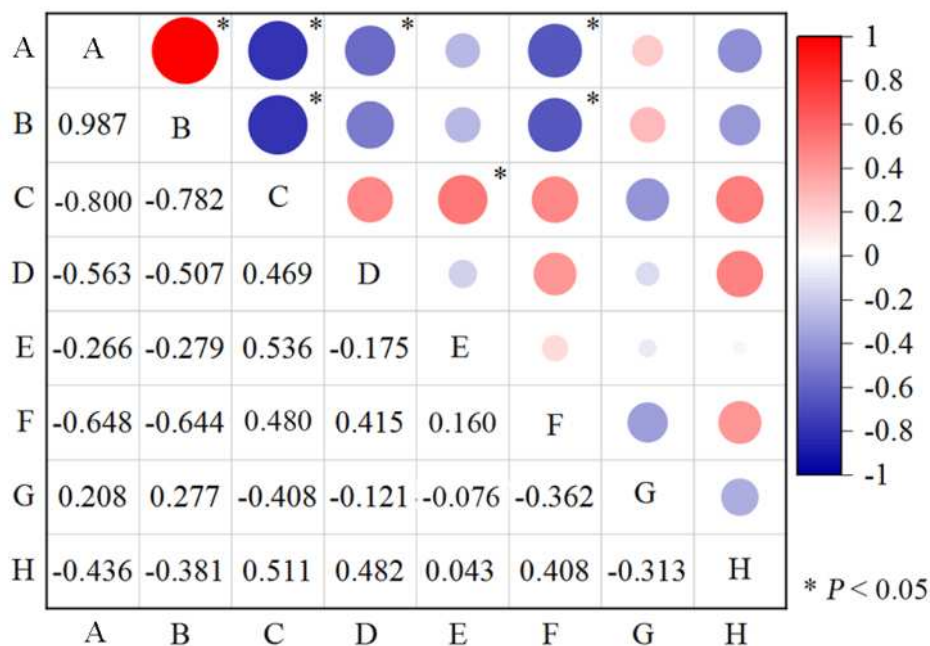 A A * * * * 1
0.8
B 0.987 B * * 0.6
C -0.800 -0.782 C * 0.4
0.2
D -0.563 -0.507 0.469 D 0
-0.2
E -0.266 -0.279 0.536 -0.175 E -0.4
-0.6
F -0.648 -0.644 0.480 0.415 0.160 F -0.8
G 0.208 0.277 -0.408 -0.121 -0.076 -0.362 G -1
H -0.436 -0.381 0.511 0.482 0.043 0.408 -0.313 H
* P < 0.05
A B C D E F G H